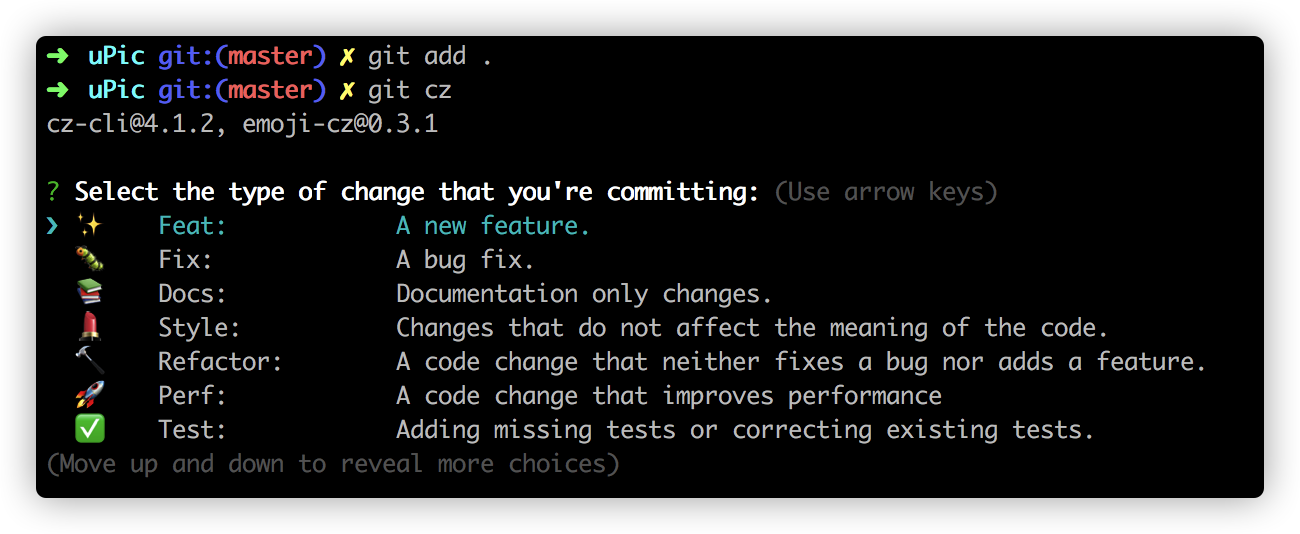 ➜ uPic git:(master) ✗ git add .
➜ uPic git:(master) ✗ git cz
cz-cli@4.1.2, emoji-cz@0.3.1
? Select the type of change that you're committing: (Use arrow keys)
❯ ✨ Feat: A new feature.
🐛 Fix: A bug fix.
📚 Docs: Documentation only changes.
💄 Style: Changes that do not affect the meaning of the code.
🔨 Refactor: A code change that neither fixes a bug nor adds a feature.
🚀 Perf: A code change that improves performance
✅ Test: Adding missing tests or correcting existing tests.
(Move up and down to reveal more choices)